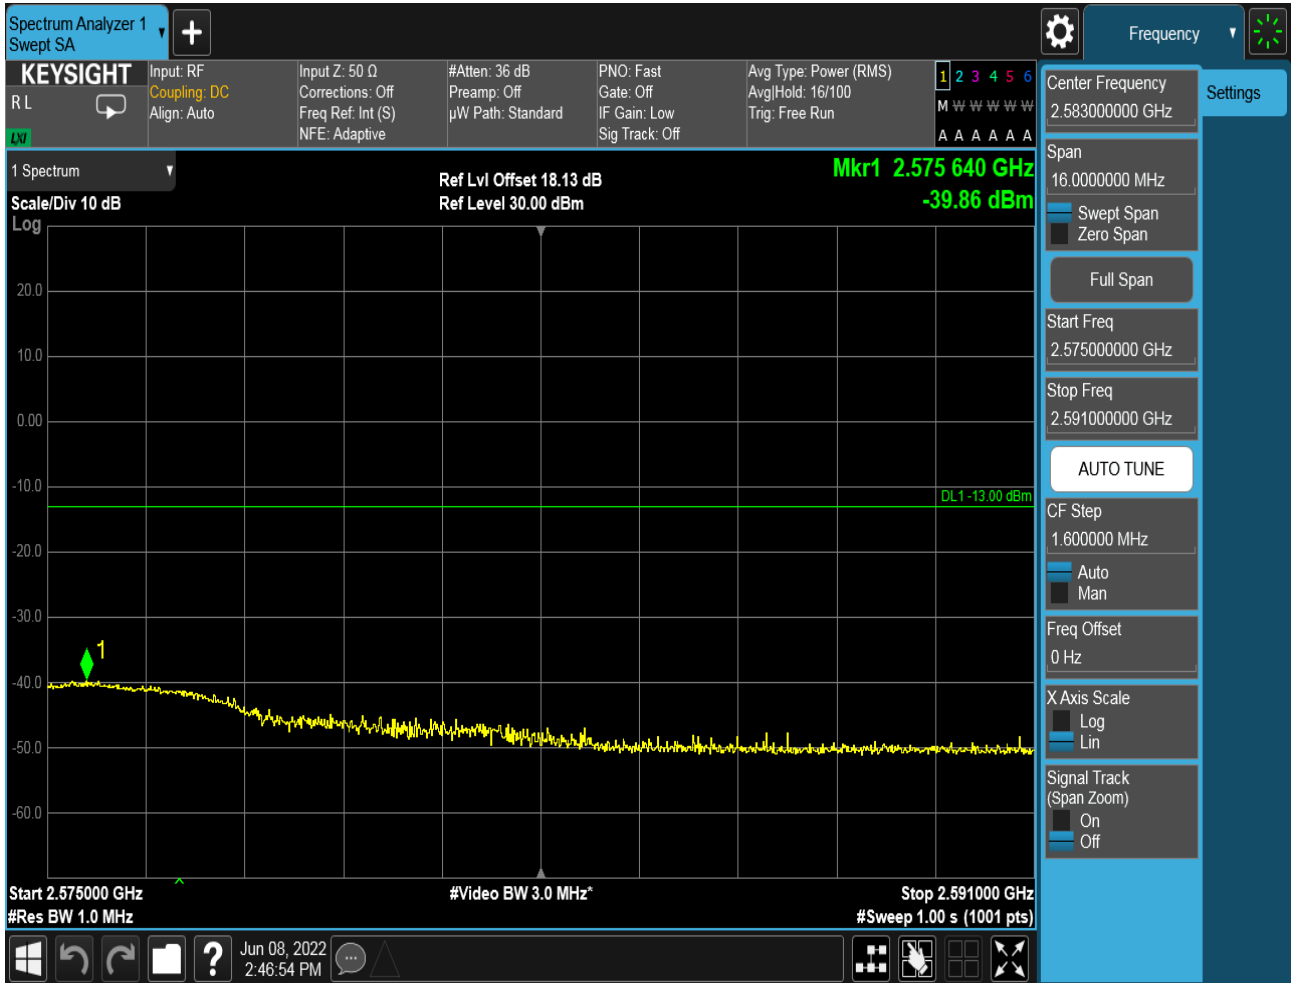 Spectrum Analyzer 1
Swept SA
+
Frequency
KEYSIGHT
R L
LXI
Input: RF
Coupling: DC
Align: Auto
Input Z: 50 Ω
Corrections: Off
Freq Ref: Int (S)
NFE: Adaptive
#Atten: 36 dB
Preamp: Off
µW Path: Standard
PNO: Fast
Gate: Off
IF Gain: Low
Sig Track: Off
Avg Type: Power (RMS)
Avg|Hold: 16/100
Trig: Free Run
1 2 3 4 5 6
M W W W W W
A A A A A A
1 Spectrum
Scale/Div 10 dB
Log
Ref Lvl Offset 18.13 dB
Ref Level 30.00 dBm
Mkr1 2.575 640 GHz
-39.86 dBm
20.0
10.0
0.00
-10.0
DL1 -13.00 dBm
-20.0
-30.0
1
-40.0
-50.0
-60.0
Start 2.575000 GHz
#Res BW 1.0 MHz
#Video BW 3.0 MHz*
Stop 2.591000 GHz
#Sweep 1.00 s (1001 pts)
Center Frequency
2.583000000 GHz
Settings
Span
16.0000000 MHz
Swept Span
Zero Span
Full Span
Start Freq
2.575000000 GHz
Stop Freq
2.591000000 GHz
AUTO TUNE
CF Step
1.600000 MHz
Auto
Man
Freq Offset
0 Hz
X Axis Scale
Log
Lin
Signal Track
(Span Zoom)
On
Off
?
Jun 08, 2022
2:46:54 PM